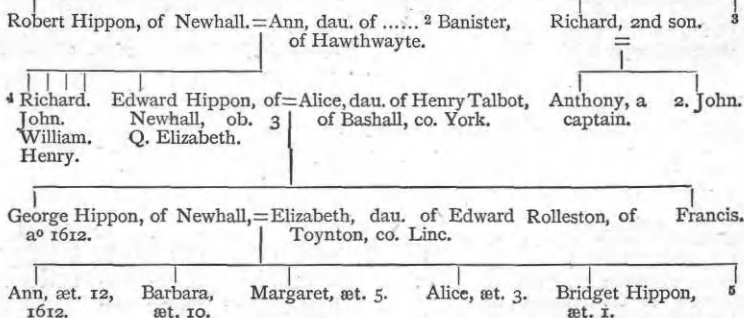 Robert Hippon, of Newhall.=Ann, dau. of ...... 2 Banister, of Hawthwayte.
Richard, 2nd son. 3
=
4 Richard.
John.
William.
Henry.
Edward Hippon, of Newhall, ob. 3 Q. Elizabeth.
=Alice, dau. of Henry Talbot, of Bashall, co. York.
Anthony, a captain.
2. John.
George Hippon, of Newhall,=Elizabeth, dau. of Edward Rolleston, of
aº 1612. Toynton, co. Linc.
Francis.
Ann, æt. 12, 1612.
Barbara, æt. 10.
Margaret, æt. 5.
Alice, æt. 3.
Bridget Hippon, æt. 1.
5